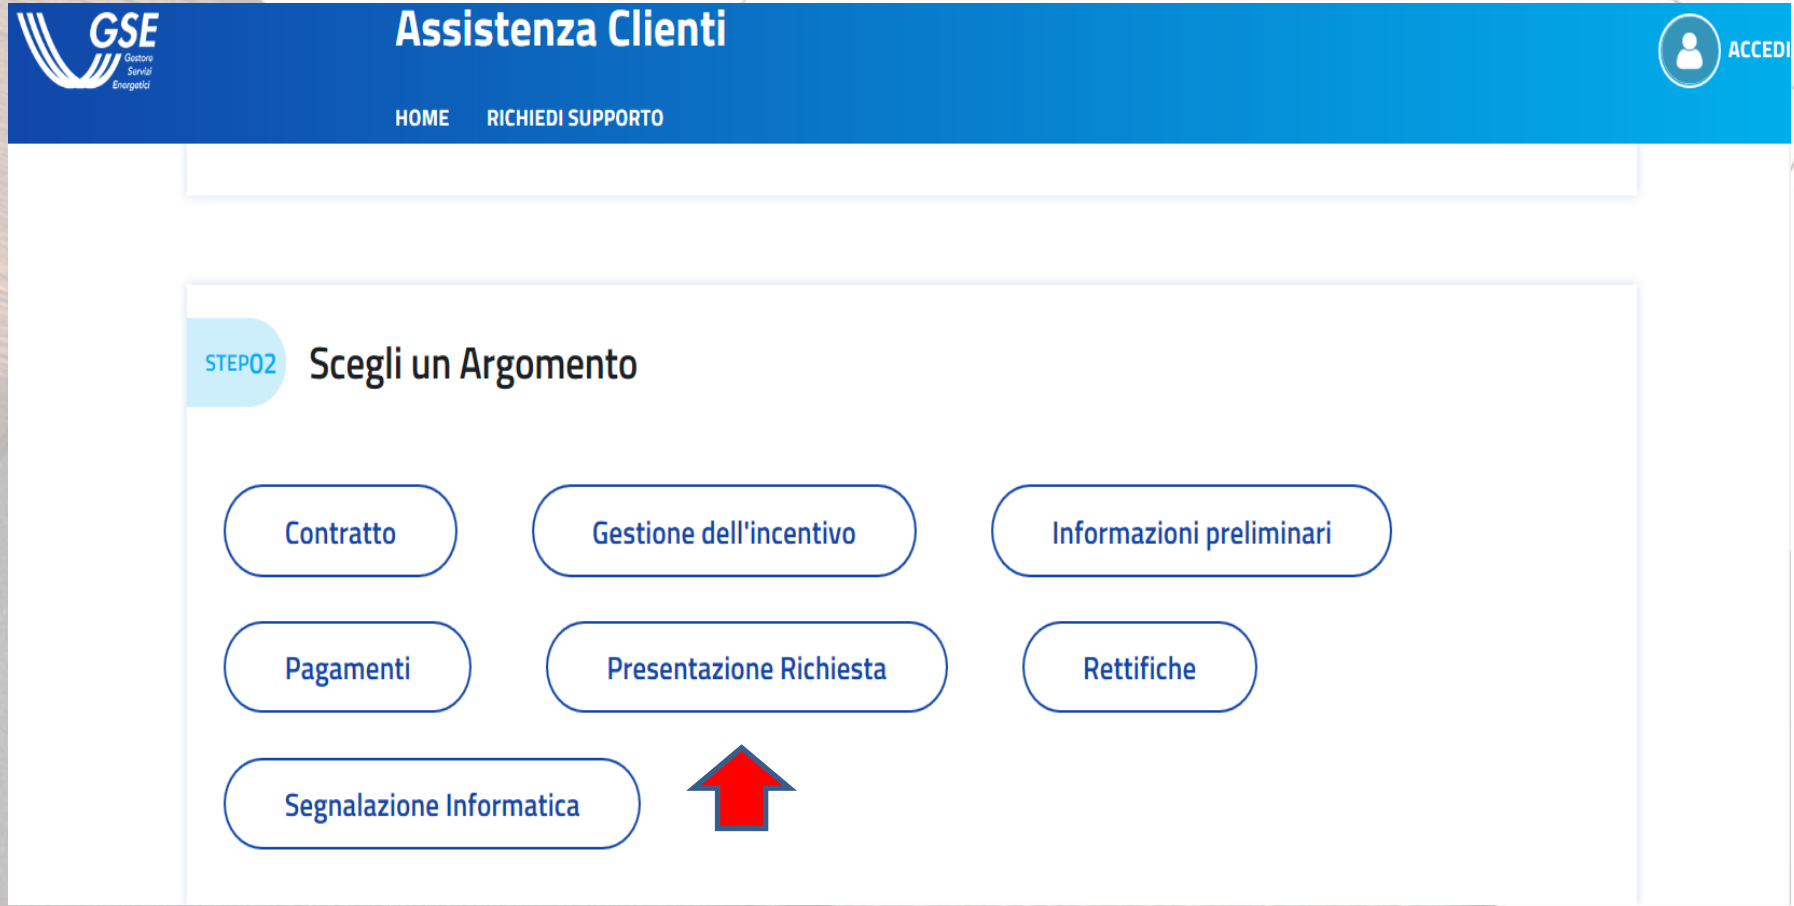 GSE
Gestore
Servizi
Energetici
Assistenza Clienti
ACCEDI
HOME RICHIEDI SUPPORTO
STEP02 Scegli un Argomento
Contratto Gestione dell'incentivo Informazioni preliminari
Pagamenti Presentazione Richiesta Rettifiche
Segnalazione Informatica